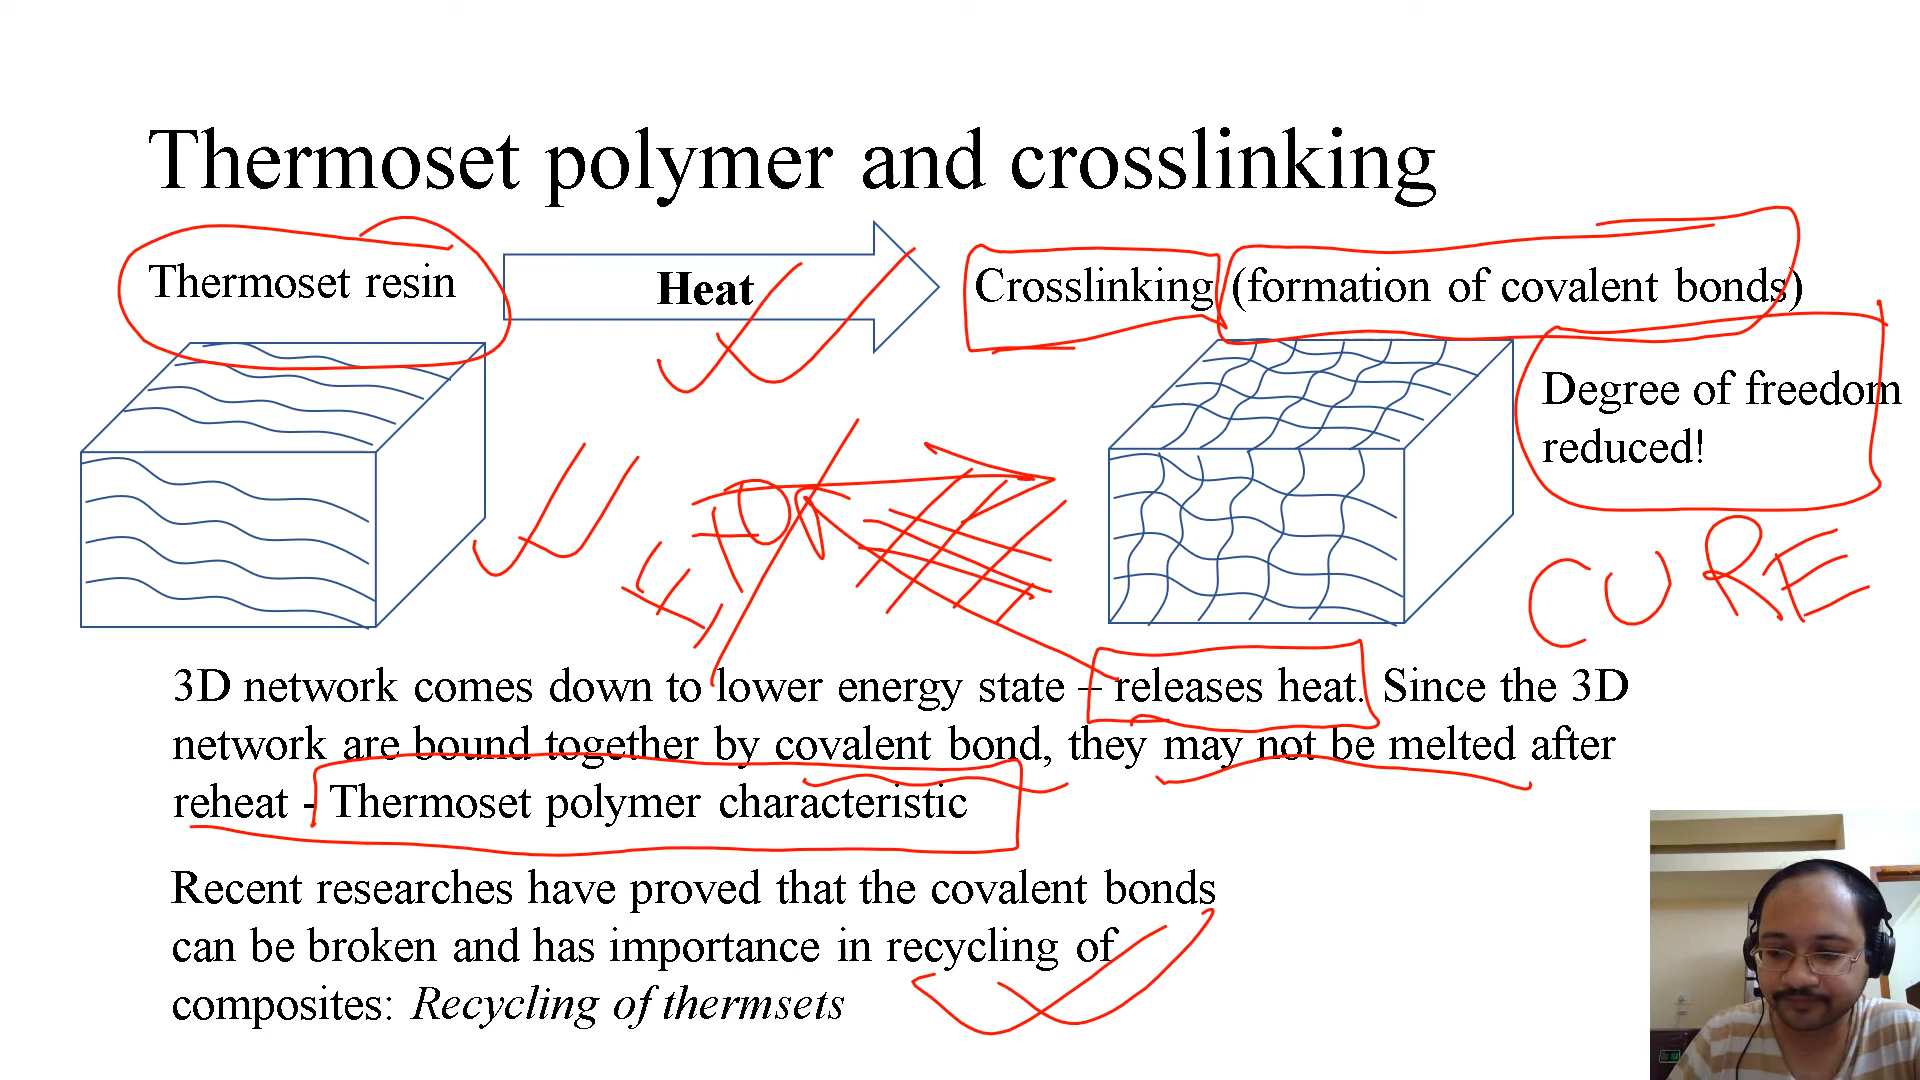 Thermoset polymer and crosslinking
Thermoset resin
Heat
Crosslinking (formation of covalent bonds)
Degree of freedom
reduced!
CURE
3D network comes down to lower energy state – releases heat. Since the 3D
network are bound together by covalent bond, they may not be melted after
reheat - Thermoset polymer characteristic
Recent researches have proved that the covalent bonds
can be broken and has importance in recycling of
composites: Recycling of thermsets